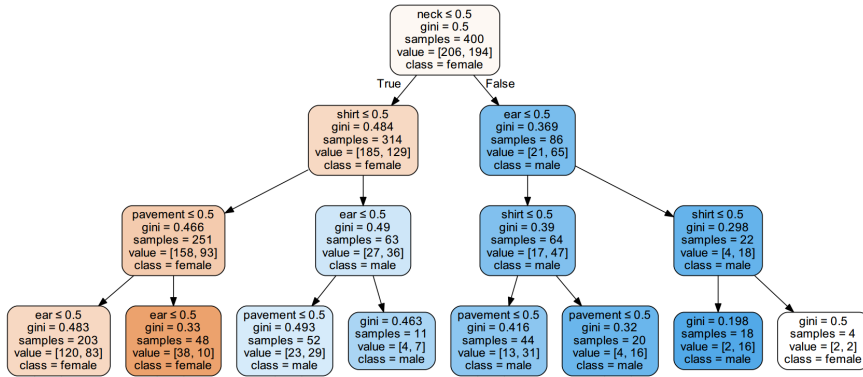 neck ≤ 0.5
gini = 0.5
samples = 400
value = [206, 194]
class = female
True
False
shirt ≤ 0.5
gini = 0.484
samples = 314
value = [185, 129]
class = female
ear ≤ 0.5
gini = 0.369
samples = 86
value = [21, 65]
class = male
pavement ≤ 0.5
gini = 0.466
samples = 251
value = [158, 93]
class = female
ear ≤ 0.5
gini = 0.49
samples = 63
value = [27, 36]
class = male
shirt ≤ 0.5
gini = 0.39
samples = 64
value = [17, 47]
class = male
shirt ≤ 0.5
gini = 0.298
samples = 22
value = [4, 18]
class = male
ear ≤ 0.5
gini = 0.483
samples = 203
value = [120, 83]
class = female
ear ≤ 0.5
gini = 0.33
samples = 48
value = [38, 10]
class = female
pavement ≤ 0.5
gini = 0.493
samples = 52
value = [23, 29]
class = male
gini = 0.463
samples = 11
value = [4, 7]
class = male
pavement ≤ 0.5
gini = 0.416
samples = 44
value = [13, 31]
class = male
pavement ≤ 0.5
gini = 0.32
samples = 20
value = [4, 16]
class = male
gini = 0.198
samples = 18
value = [2, 16]
class = male
gini = 0.5
samples = 4
value = [2, 2]
class = female